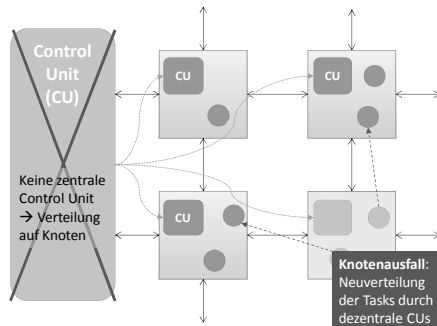 Control
Unit
(CU)
Keine zentrale
Control Unit
→ Verteilung
auf Knoten
CU
CU
CU
Knotenausfall:
Neuverteilung
der Tasks durch
dezentrale CUs